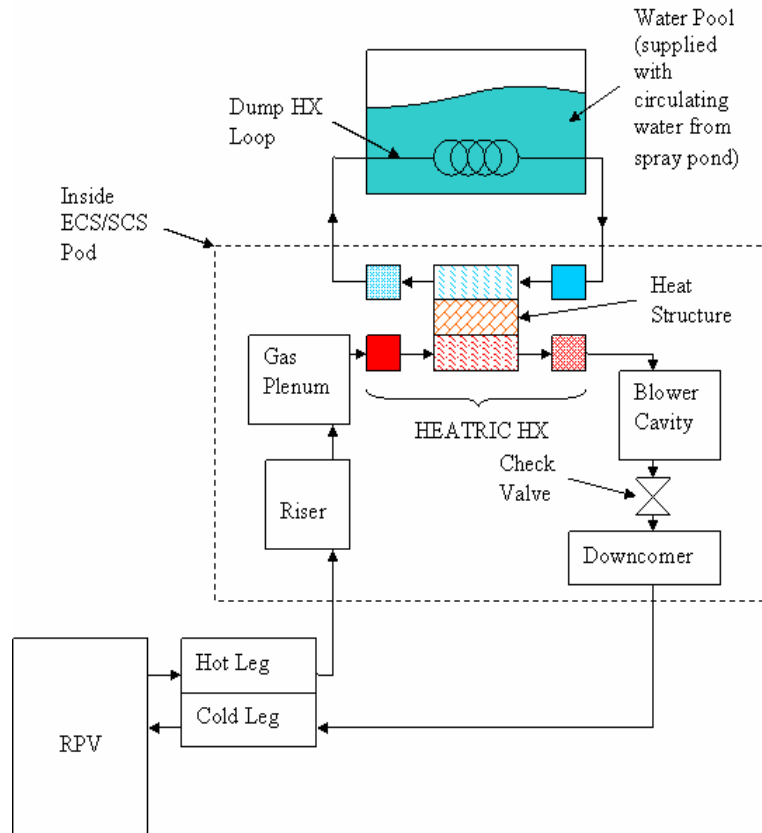 Water Pool
(supplied
with
circulating
water from
spray pond)
Dump HX
Loop
Inside
ECS/SCS
Pod
Heat
Structure
Gas
Plenum
HEATRIC HX
Blower
Cavity
Check
Valve
Riser
Downcomer
Hot Leg
Cold Leg
RPV